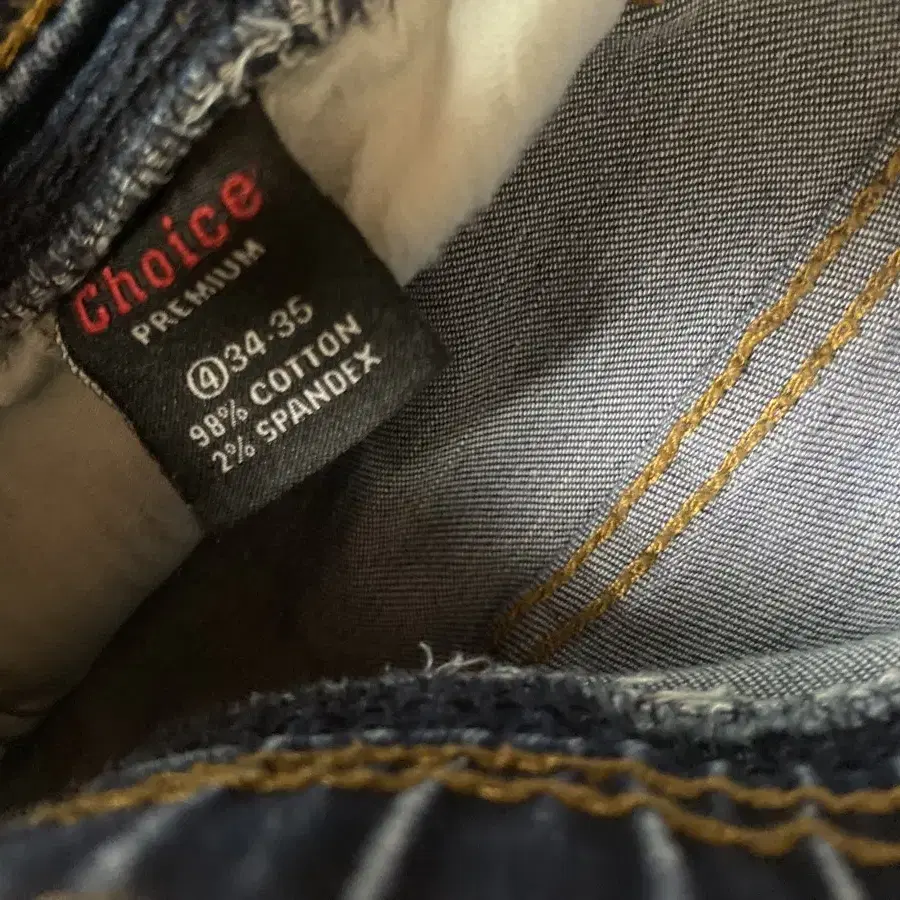 Choice
PREMIUM
④34-35
98% COTTON
2% SPANDEX